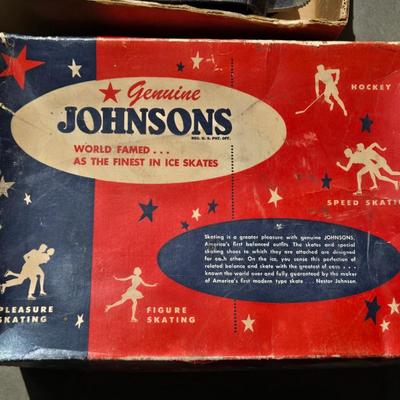 Genuine
JOHNSONS
REG. U. S. PAT. OFF.
WORLD FAMED...
AS THE FINEST IN ICE SKATES
HOCKEY
SPEED SKATIN
Skating is a greater pleasure with genuine JOHNSONS,
America's first balanced outfits. The skates and special
skating shoes to which they are attached are designed
for each other. On the ice, you sense this perfection of
related balance and skate with the greatest of ease...
known the world over and fully guaranteed by the maker
of America's first modern type skate... Nestor Johnson.
PLEASURE
SKATING
FIGURE
SKATING